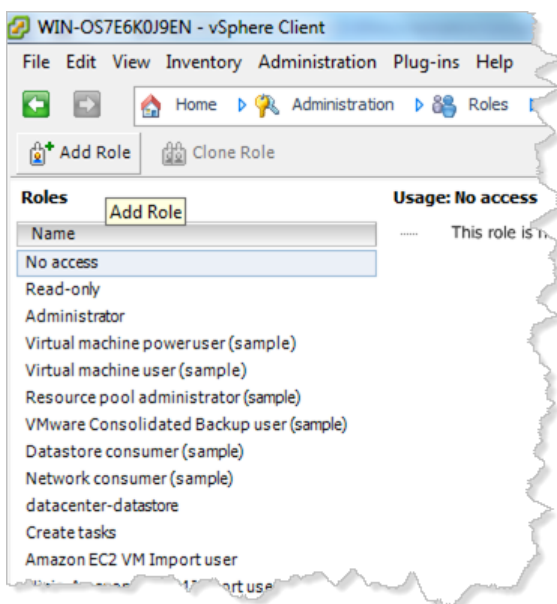 WIN-OS7E6K0J9EN - vSphere Client
File Edit View Inventory Administration Plug-ins Help
Home Administration Roles
Add Role Clone Role
Roles Usage: No access
Add Role
Name This role is
No access
Read-only
Administrator
Virtual machine power user (sample)
Virtual machine user (sample)
Resource pool administrator (sample)
VMware Consolidated Backup user (sample)
Datastore consumer (sample)
Network consumer (sample)
datacenter-datastore
Create tasks
Amazon EC2 VM Import user